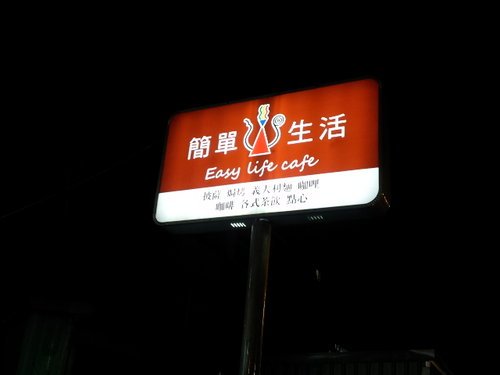 簡單生活
Easy life cafe
披薩 焗烤 義大利麵 咖哩
咖啡 各式茶飲 點心